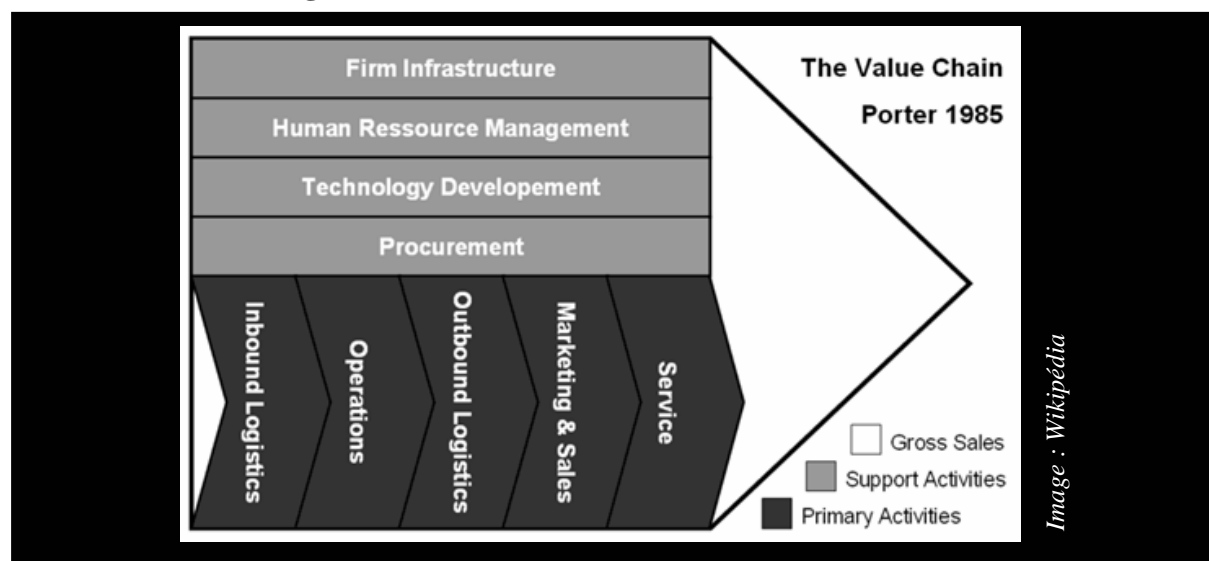 Firm Infrastructure
Human Ressource Management
Technology Developement
Procurement
Inbound Logistics
Operations
Outbound Logistics
Marketing & Sales
Service
The Value Chain
Porter 1985
Gross Sales
Support Activities
Primary Activities
Image : Wikipédia